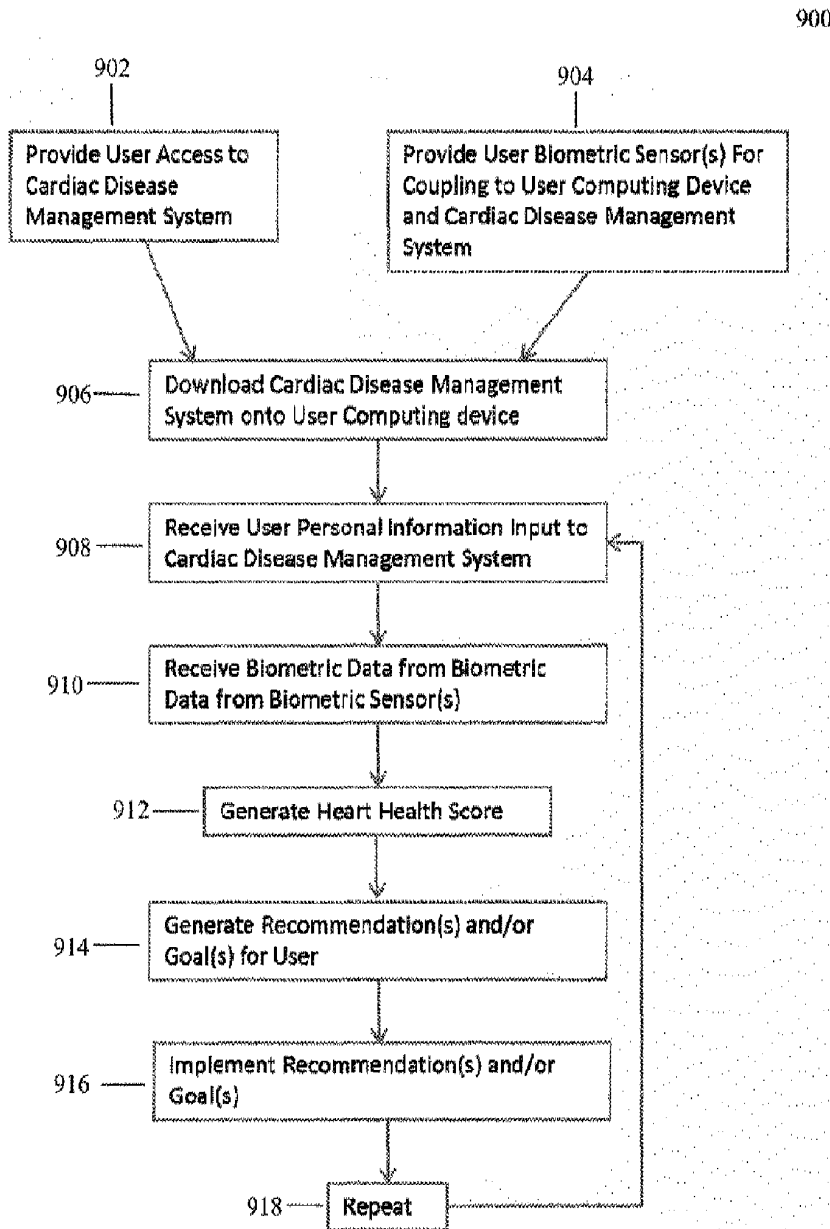 900
902
904
Provide User Access to
Cardiac Disease
Management System
Provide User Biometric Sensor(s) For
Coupling to User Computing Device
and Cardiac Disease Management
System
906
Download Cardiac Disease Management
System onto User Computing device
908
Receive User Personal Information Input to
Cardiac Disease Management System
910
Receive Biometric Data from Biometric
Data from Biometric Sensor(s)
912
Generate Heart Health Score
914
Generate Recommendation(s) and/or
Goal(s) for User
916
Implement Recommendation(s) and/or
Goal(s)
918
Repeat